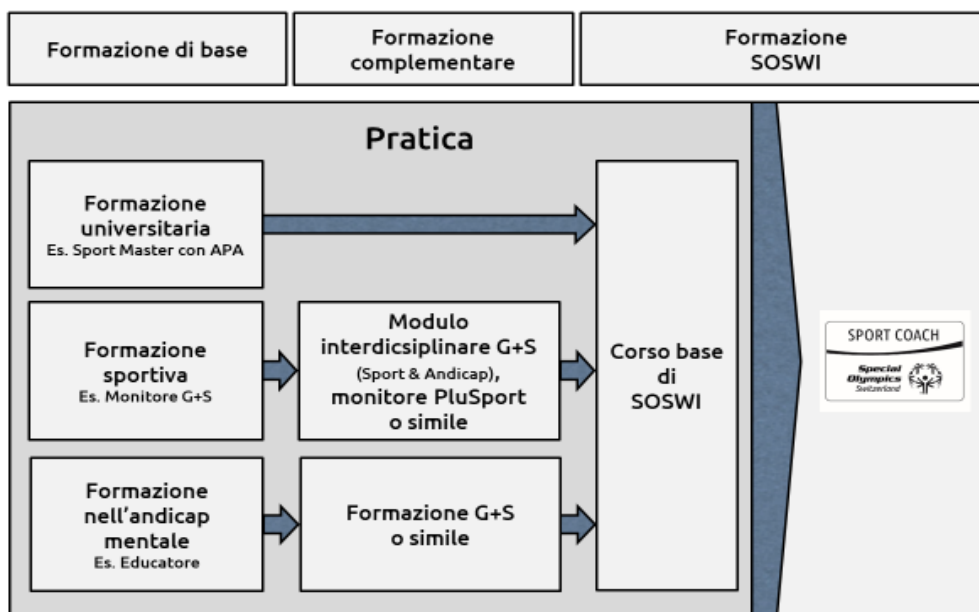 Formazione di base
Formazione
complementare
Formazione
SOSWI
Pratica
Formazione
universitaria
Es. Sport Master con APA
Formazione
sportiva
Es. Monitore G+S
Modulo
interdicsiplinare G+S
(Sport & Andicap),
monitore PluSport
o simile
Formazione
nell'andicap
mentale
Es. Educatore
Formazione G+S
o simile
Corso base
di
SOSWI
SPORT COACH
Special
Olympics
Switzerland